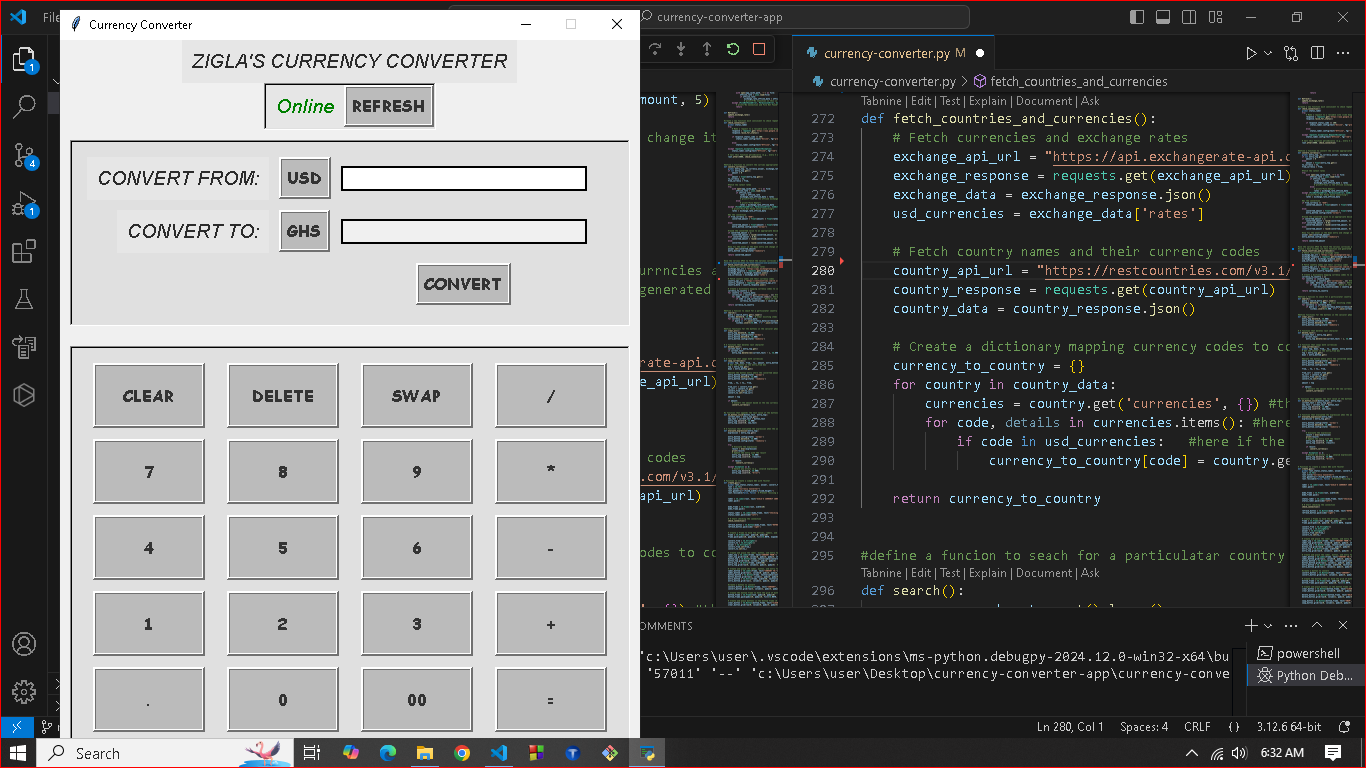 File
currency-converter-app
Currency Converter
ZIGLA'S CURRENCY CONVERTER
Online REFRESH
CONVERT FROM: USD
CONVERT TO: GHS
CONVERT
CLEAR DELETE SWAP /
7 8 9 *
4 5 6 -
1 2 3 +
. 0 00 =
1
4
1
mount, 5)
change it
currncies a
generated
rate-api.c
e_api_url)
codes
.com/v3.1/
api_url)
odes to co
currency-converter.py M
currency-converter.py > fetch_countries_and_currencies
Tabnine | Edit | Test | Explain | Document | Ask
272 def fetch_countries_and_currencies():
273 # Fetch currencies and exchange rates
274 exchange_api_url = "https://api.exchangerate-api.c
275 exchange_response = requests.get(exchange_api_url)
276 exchange_data = exchange_response.json()
277 usd_currencies = exchange_data['rates']
278
279 # Fetch country names and their currency codes
280 country_api_url = "https://restcountries.com/v3.1/
281 country_response = requests.get(country_api_url)
282 country_data = country_response.json()
283
284 # Create a dictionary mapping currency codes to co
285 currency_to_country = {}
286 for country in country_data:
287 currencies = country.get('currencies', {}) #th
288 for code, details in currencies.items(): #here
289 if code in usd_currencies: #here if the
290 currency_to_country[code] = country.ge
291
292 return currency_to_country
293
294
295 #define a funcion to seach for a particulatar country
Tabnine | Edit | Test | Explain | Document | Ask
296 def search():
OMMENTS
'c:\Users\user\.vscode\extensions\ms-python.debugpy-2024.12.0-win32-x64\bu
'57011' '--' 'c:\Users\user\Desktop\currency-converter-app\currency-conve
powershell
Python Deb...
Ln 280, Col 1 Spaces: 4 CRLF {} 3.12.6 64-bit
Search
6:32 AM